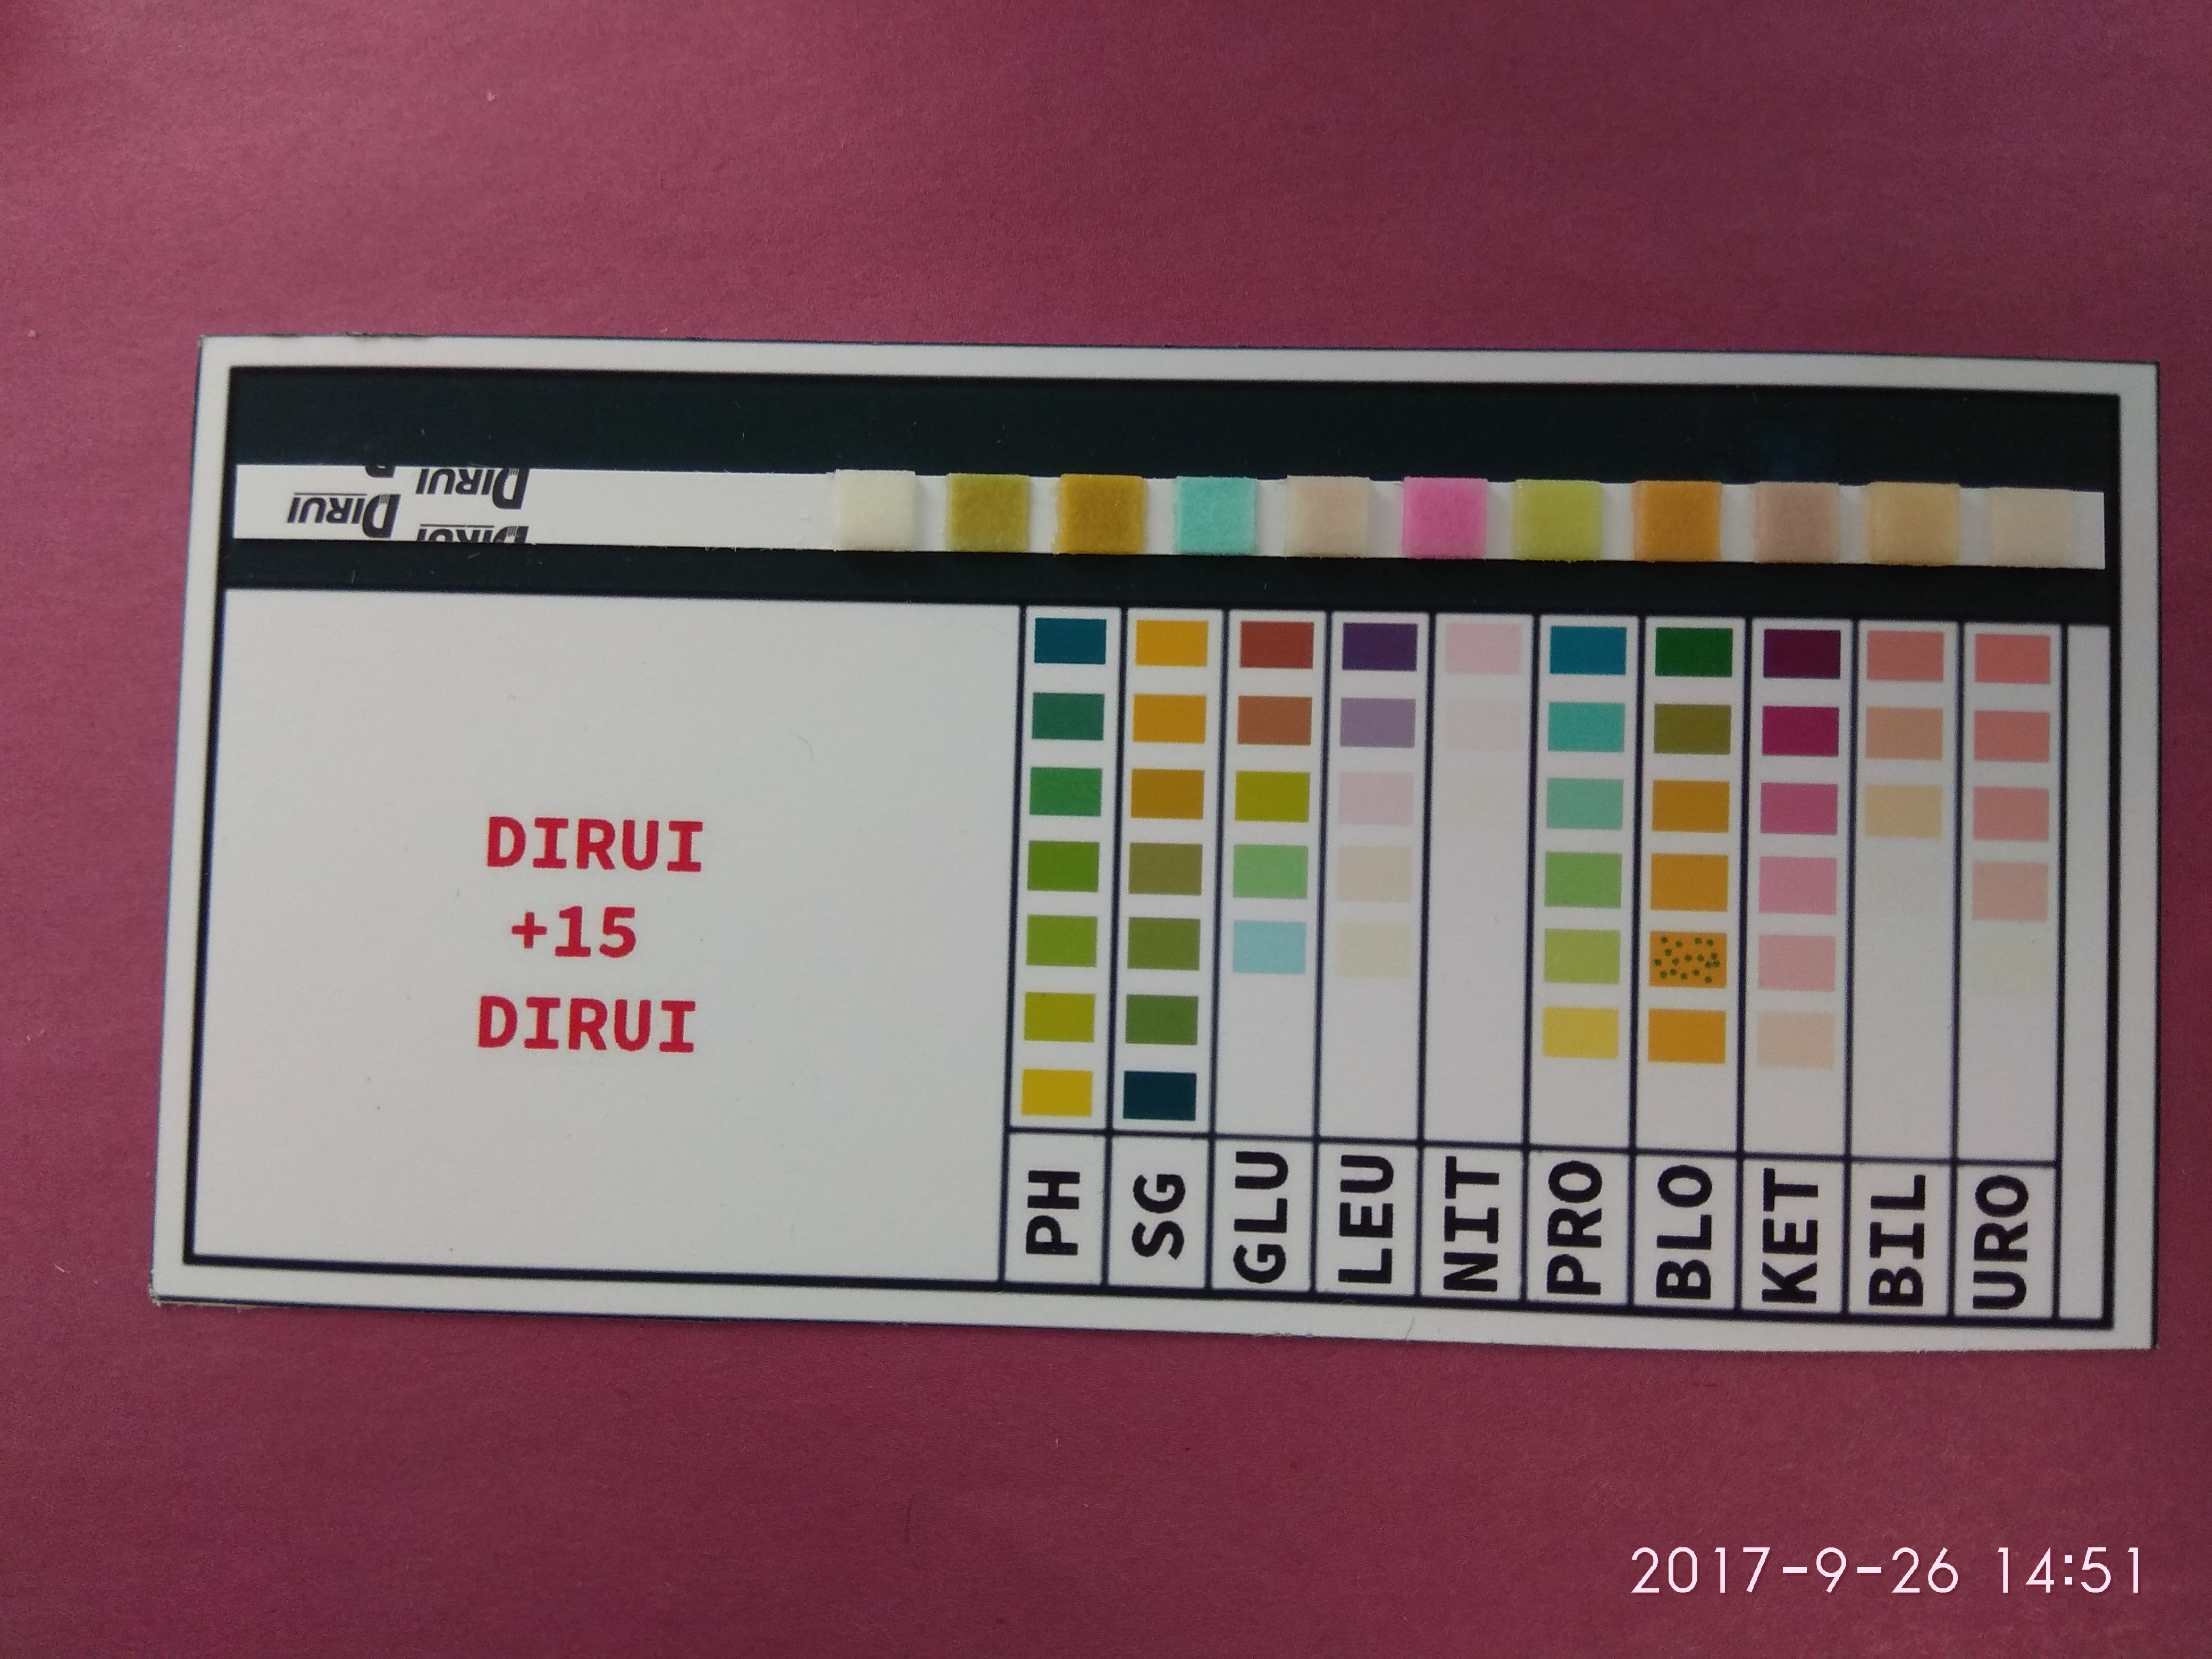 DIRUI
DIRUI
DIRUI
+15
DIRUI
PH
SG
GLU
LEU
NIT
PRO
BLO
KET
BIL
URO
2017-9-26 14:51